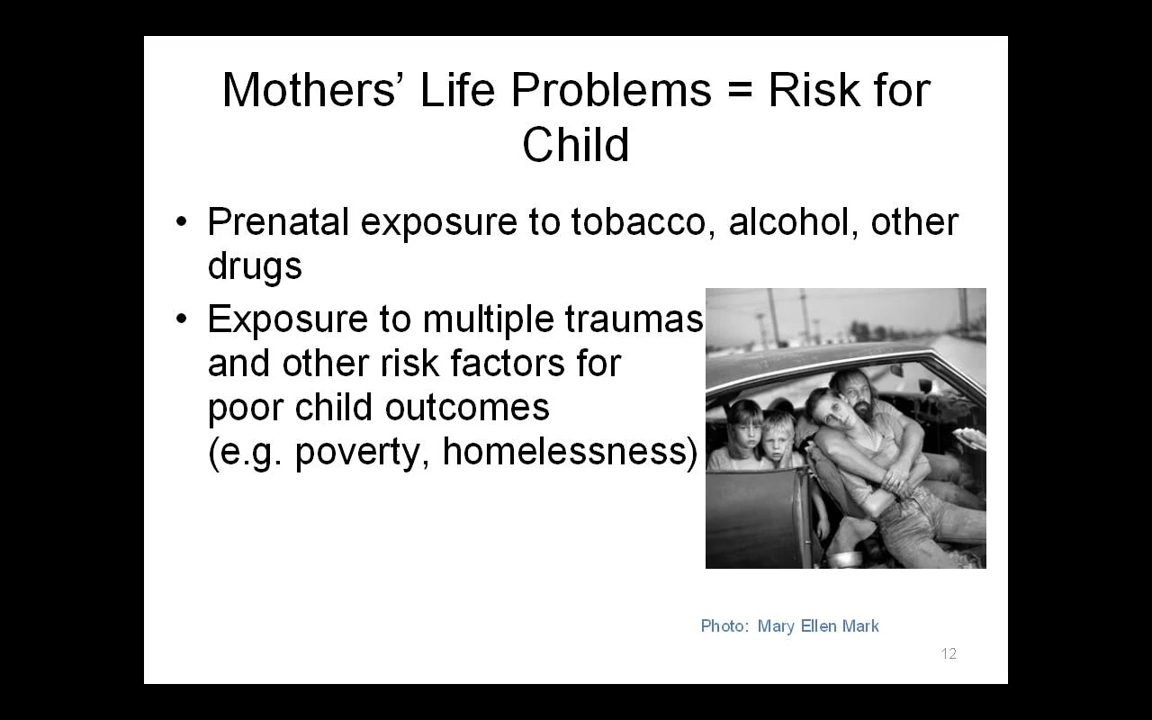 Mothers’ Life Problems = Risk for
Child
• Prenatal exposure to tobacco, alcohol, other
drugs
• Exposure to multiple traumas
and other risk factors for
poor child outcomes
(e.g. poverty, homelessness)
Photo: Mary Ellen Mark
12